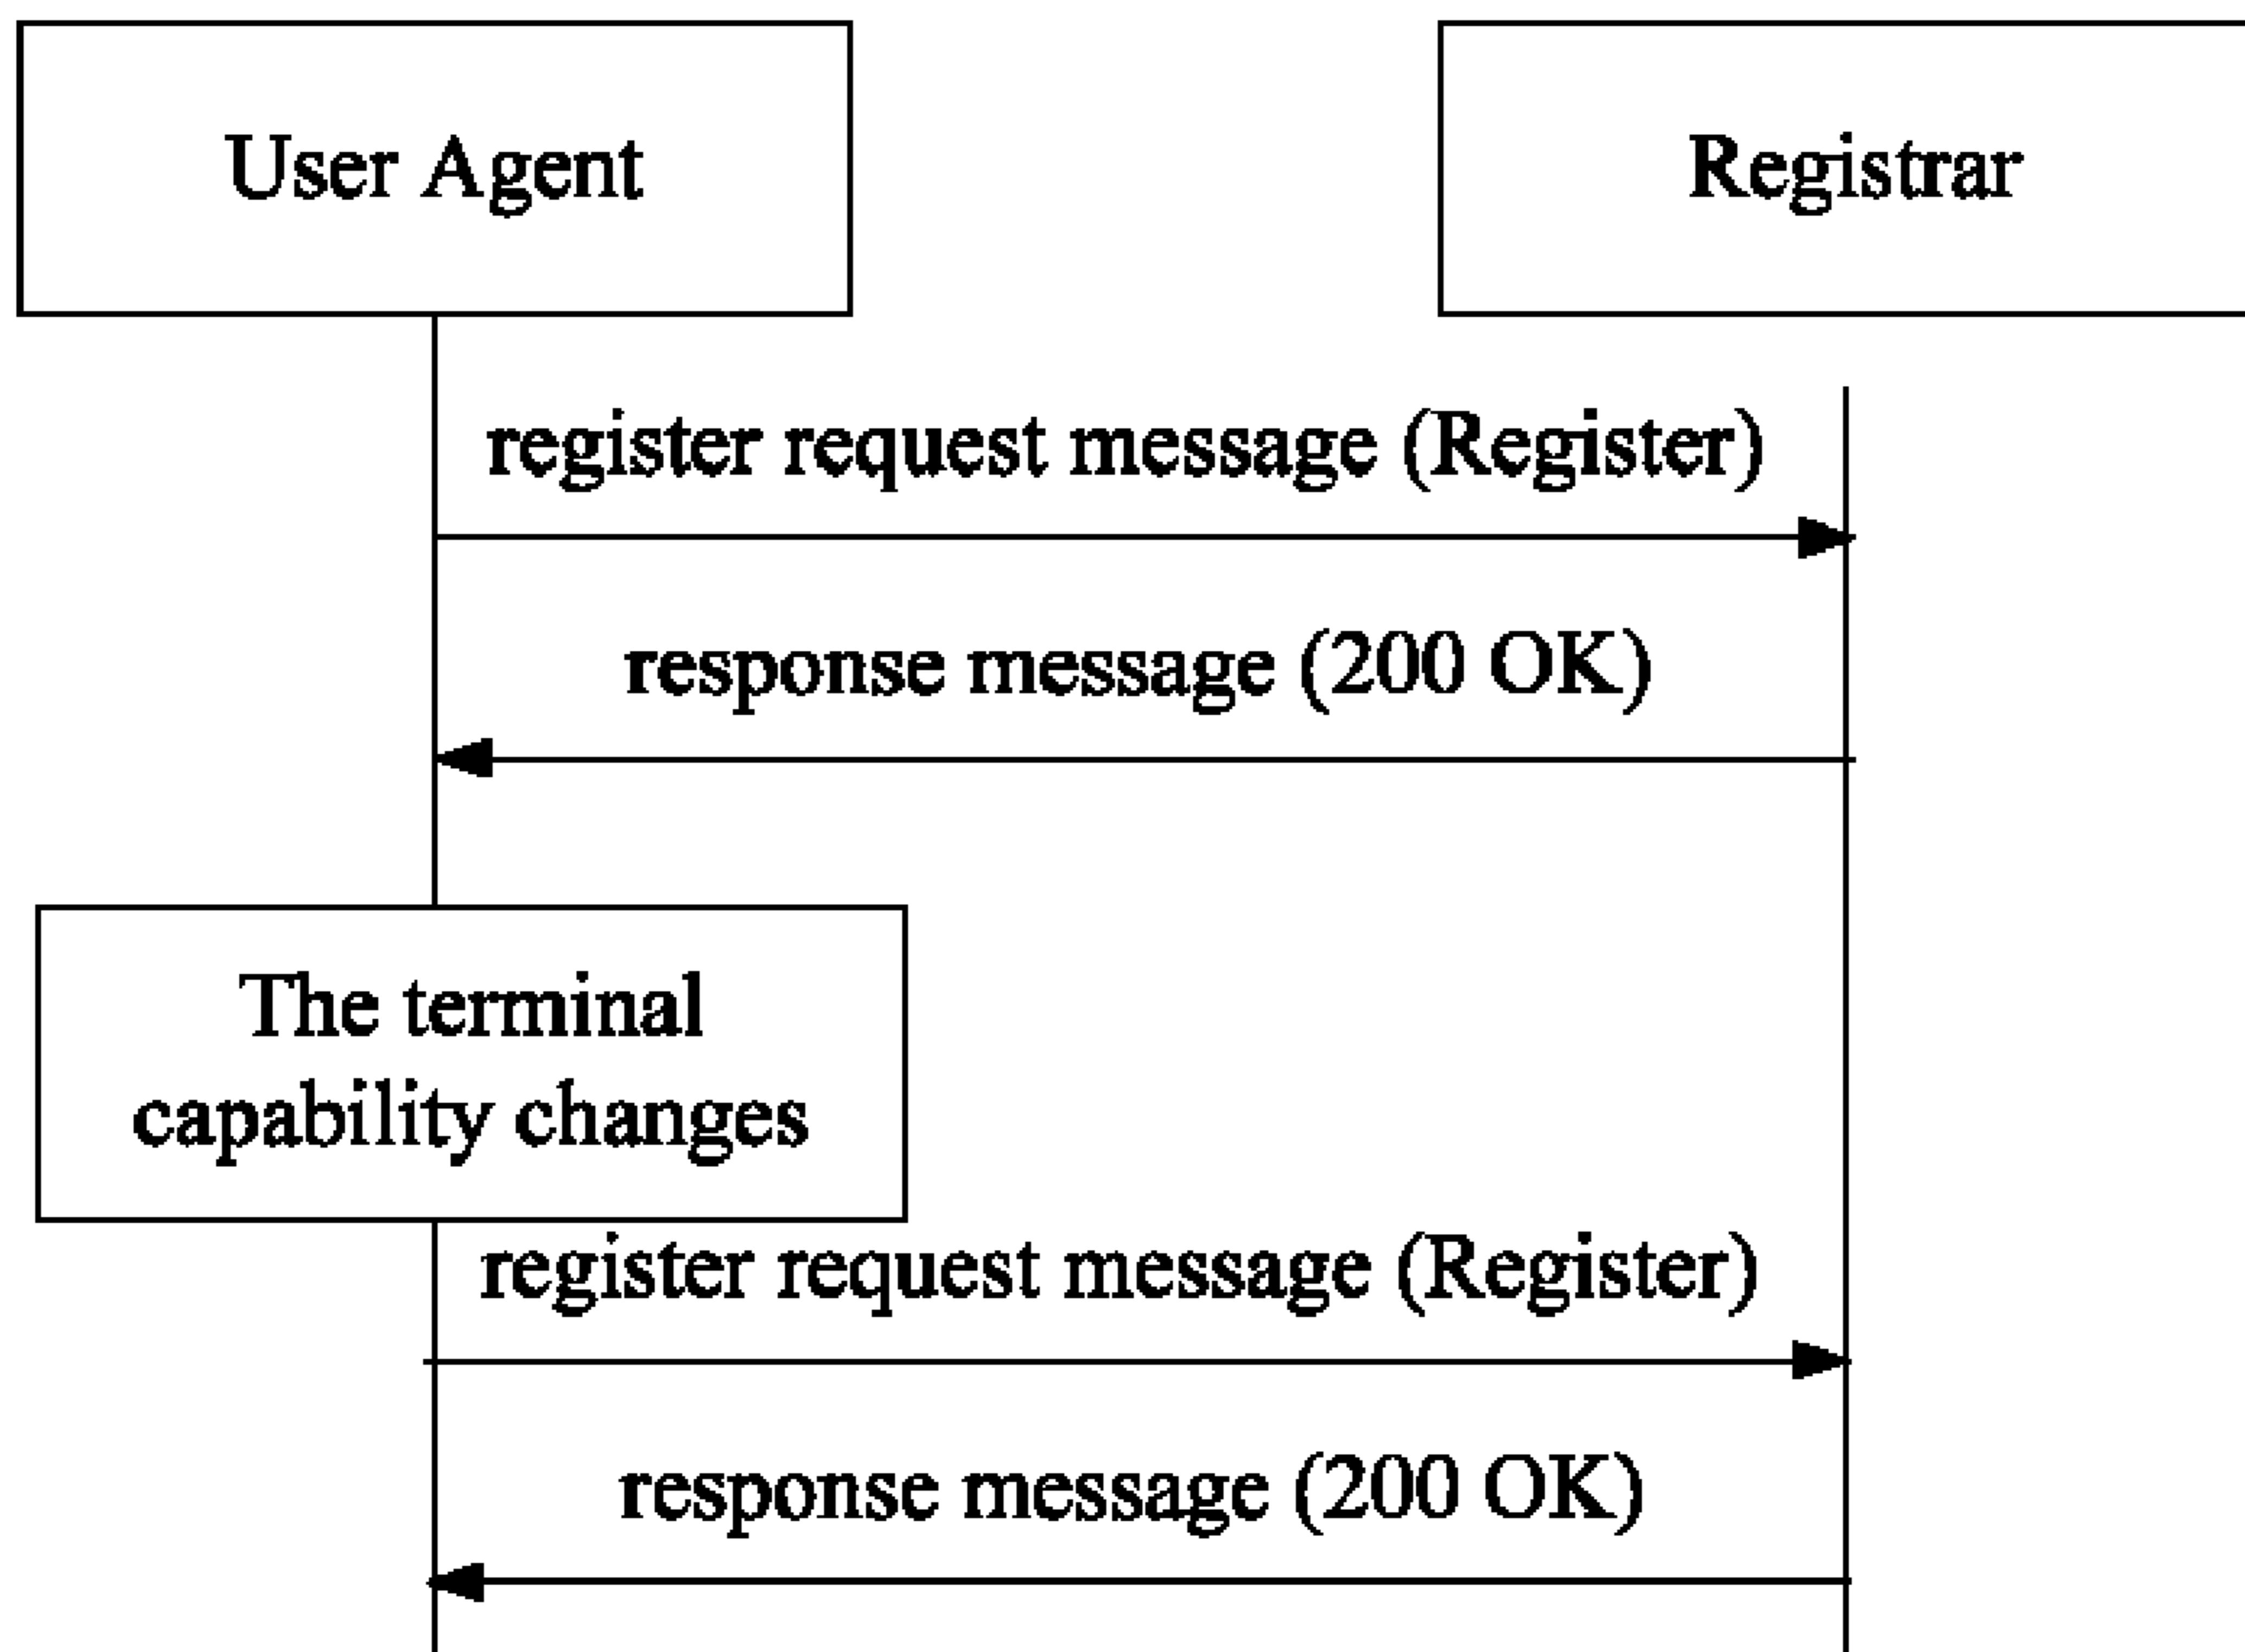 User Agent
Registrar
register request message (Register)
response message (200 OK)
The terminal
capability changes
register request message (Register)
response message (200 OK)